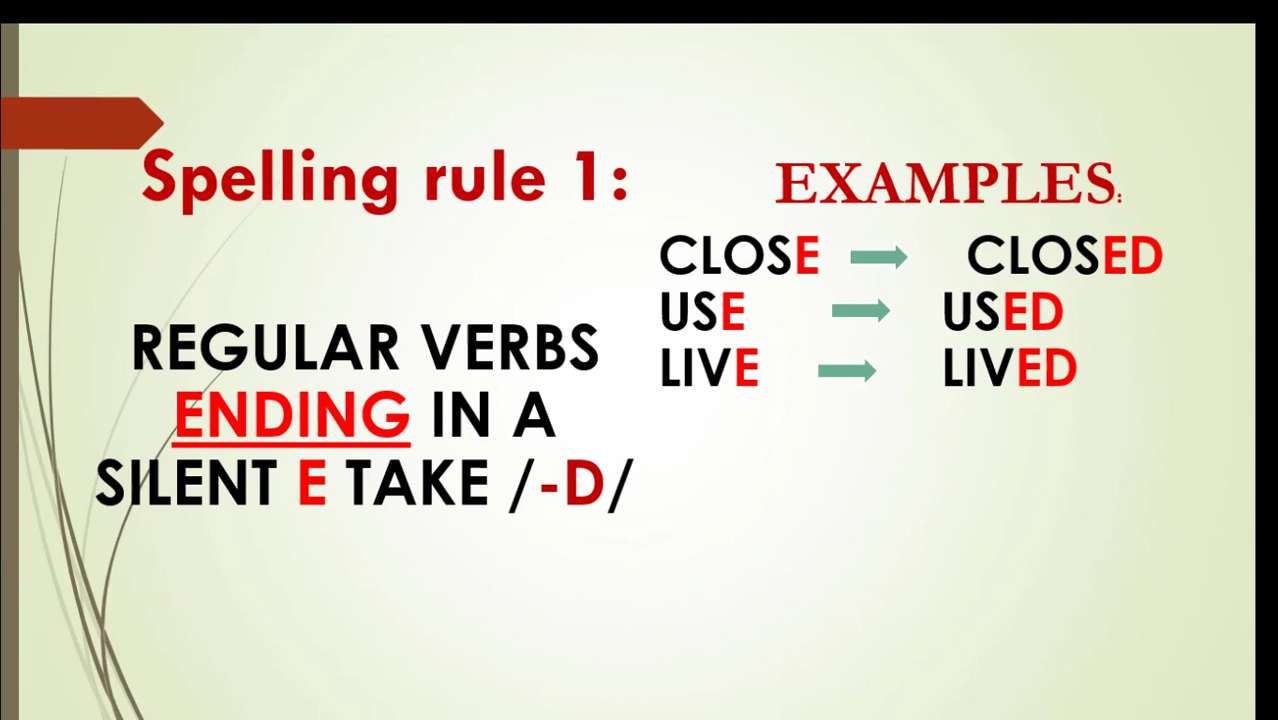 Spelling rule 1:
REGULAR VERBS
ENDING IN A
SILENT E TAKE /-D/
EXAMPLES:
CLOSE CLOSED
USE USED
LIVE LIVED